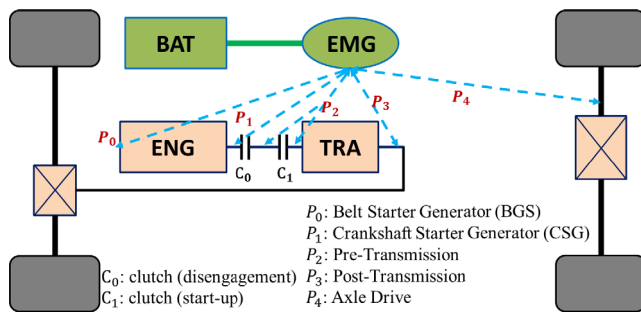 BAT
EMG
P₀
P₁
P₂
P₃
P₄
ENG
TRA
C₀
C₁
P₀: Belt Starter Generator (BGS)
P₁: Crankshaft Starter Generator (CSG)
P₂: Pre-Transmission
P₃: Post-Transmission
P₄: Axle Drive
C₀: clutch (disengagement)
C₁: clutch (start-up)